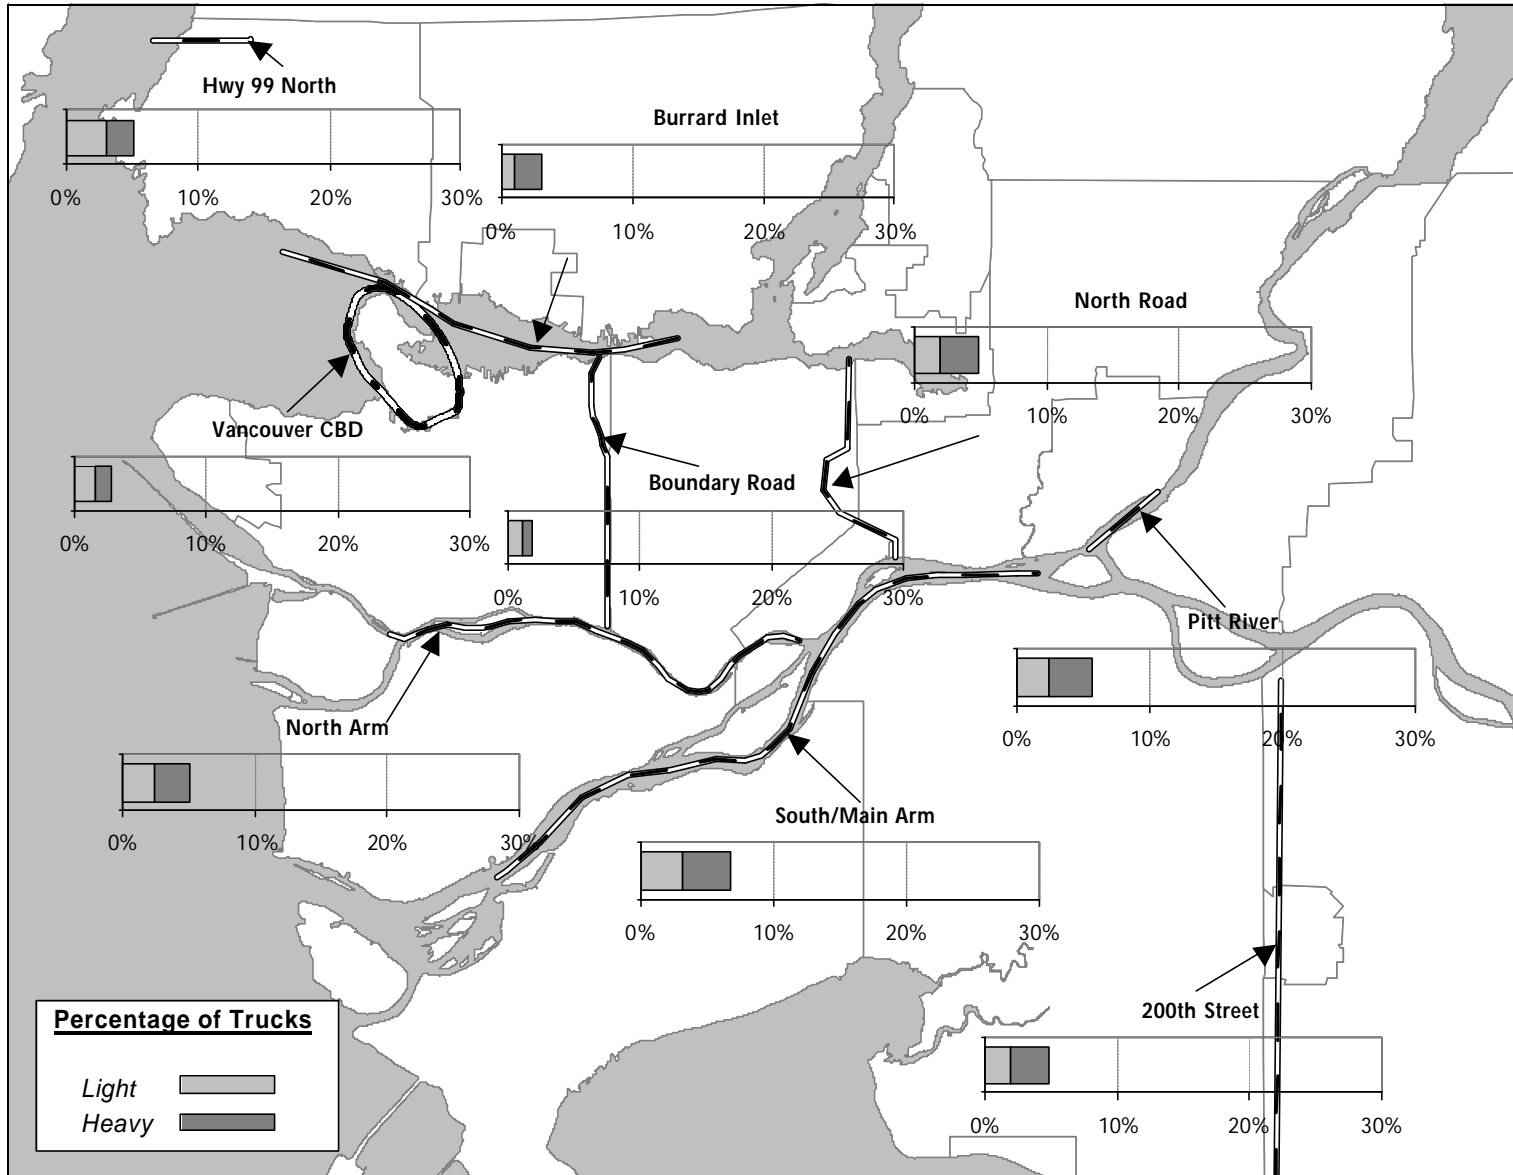 Hwy 99 North
0% 10% 20% 30%
Burrard Inlet
0% 10% 20% 30%
North Road
0% 10% 20% 30%
Vancouver CBD
0% 10% 20% 30%
Boundary Road
0% 10% 20% 30%
Pitt River
0% 10% 20% 30%
North Arm
0% 10% 20% 30%
South/Main Arm
0% 10% 20% 30%
200th Street
0% 10% 20% 30%
Percentage of Trucks
Light
Heavy